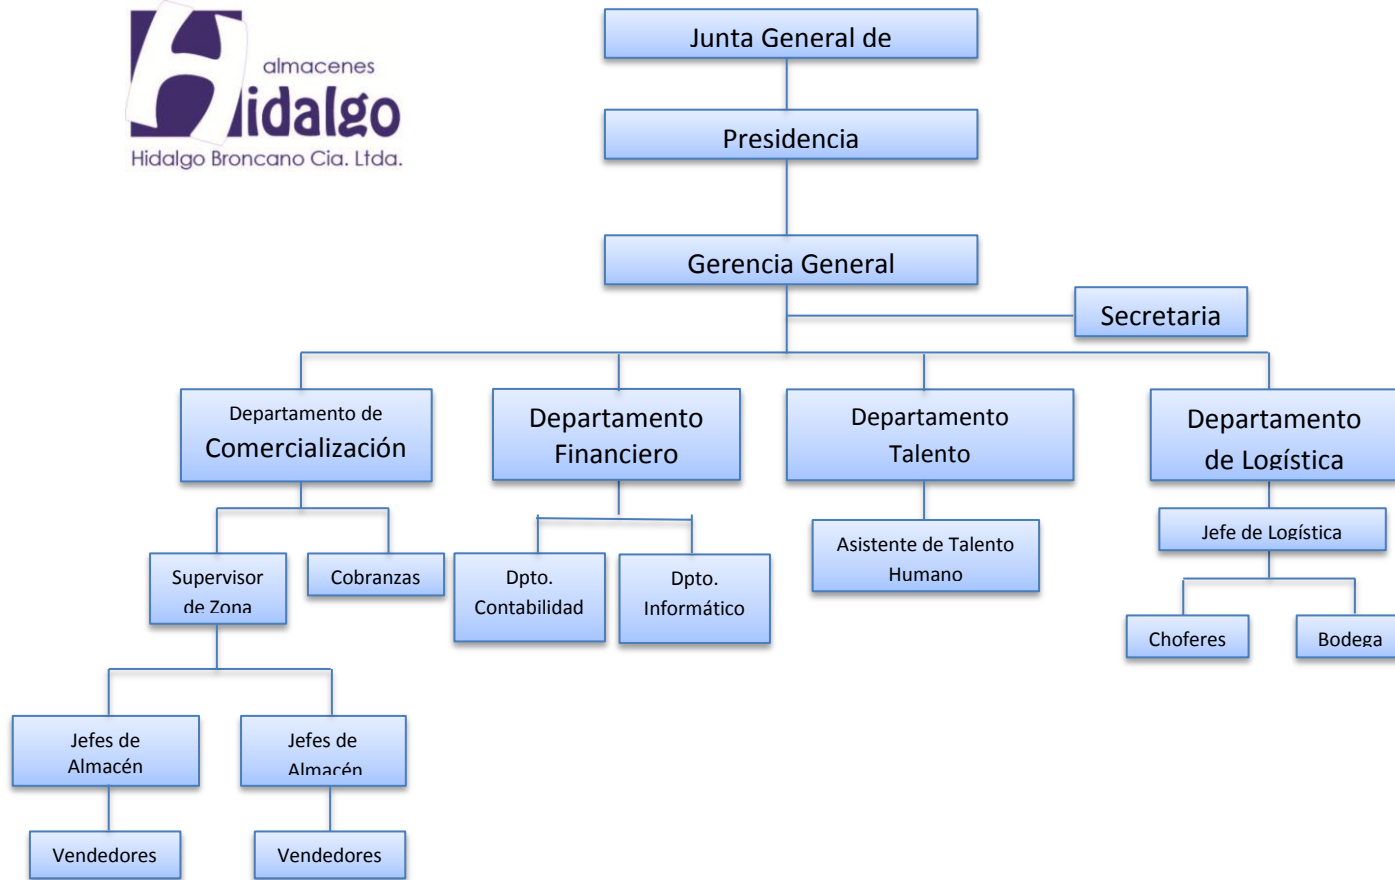 almacenes
Hidalgo
Hidalgo Broncano Cia. Ltda.
Junta General de
Presidencia
Gerencia General
Secretaria
Departamento de
Comercialización
Departamento
Financiero
Departamento
Talento
Departamento
de Logística
Supervisor
de Zona
Cobranzas
Dpto.
Contabilidad
Dpto.
Informático
Asistente de Talento
Humano
Jefe de Logística
Choferes
Bodega
Jefes de
Almacén
Jefes de
Almacén
Vendedores
Vendedores